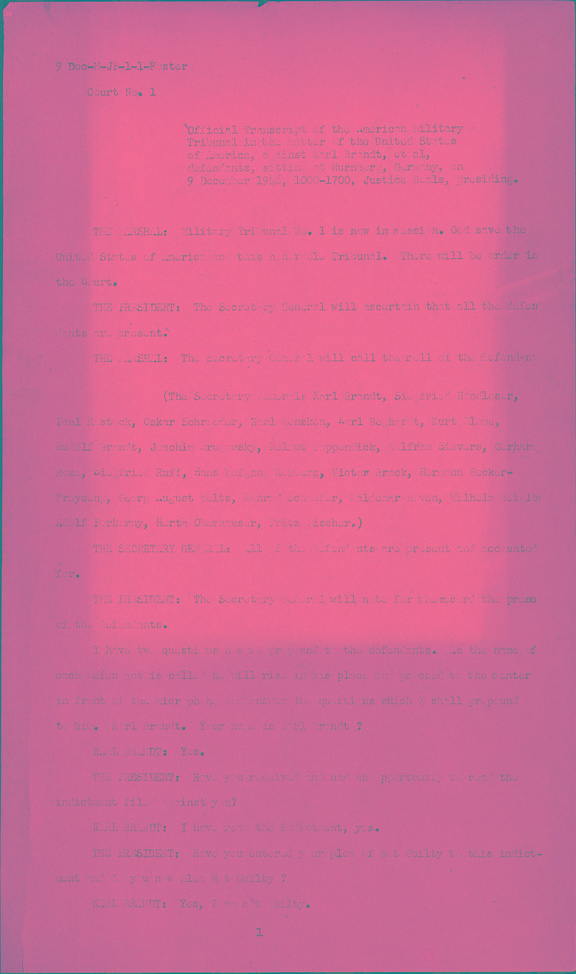 9 Dec-M-JP-1-1-Foster
Court No. 1
Official Transcript of the American Military
Tribunal in the matter of the United States
of America, against Karl Brandt, et al,
defendants, sitting at Nurnberg, Germany, on
9 December 1946, 1000-1700, Justice Beals, presiding.
THE MARSHAL: Military Tribunal No. 1 is now in session. God save the
United States of America and this honorable Tribunal. There will be order in
the Court.
THE PRESIDENT: The Secretary General will ascertain that all the defen
dants are present.
THE MARSHAL: The Secretary General will call the roll of the defendant
(The Secretary General: Karl Brandt, Siegfried Handloser,
Paul Rostock, Oskar Schroeder, Karl Genzken, Karl Gebhardt, Kurt Blome,
Rudolf Brandt, Joachim Mrugowsky, Helmut Poppendick, Wolfram Sievers, Gerhard
Rose, Siegfried Ruff, Hans Wolfgang Romberg, Viktor Brack, Hermann Becker-
Freyseng, Georg August Weltz, Konrad Schaefer, Waldemar Hoven, Wilhelm Beigl
Adolf Pokorny, Herta Oberheuser, Fritz Fischer.)
THE SECRETARY GENERAL: All of the defendants are present and accounted
for.
THE PRESIDENT: The Secretary General will note for the record the prese
of the defendants.
I have two questions to be propound to the defendants. As the name of
each defendant is called he will rise in his place and proceed to the center
in front of the microphone, the questions which I shall propound
to him. Karl Brandt. Your name is Karl Brandt ?
KARL BRANDT: Yes.
THE PRESIDENT: Have you received and had an opportunity to read the
indictment filed against you?
KARL BRANDT: I have read the indictment, yes.
THE PRESIDENT: Have you entered your plea of not Guilty to this indict-
ment and do you now plea Not Guilty ?
KARL BRANDT: Yes, I am not guilty.
1